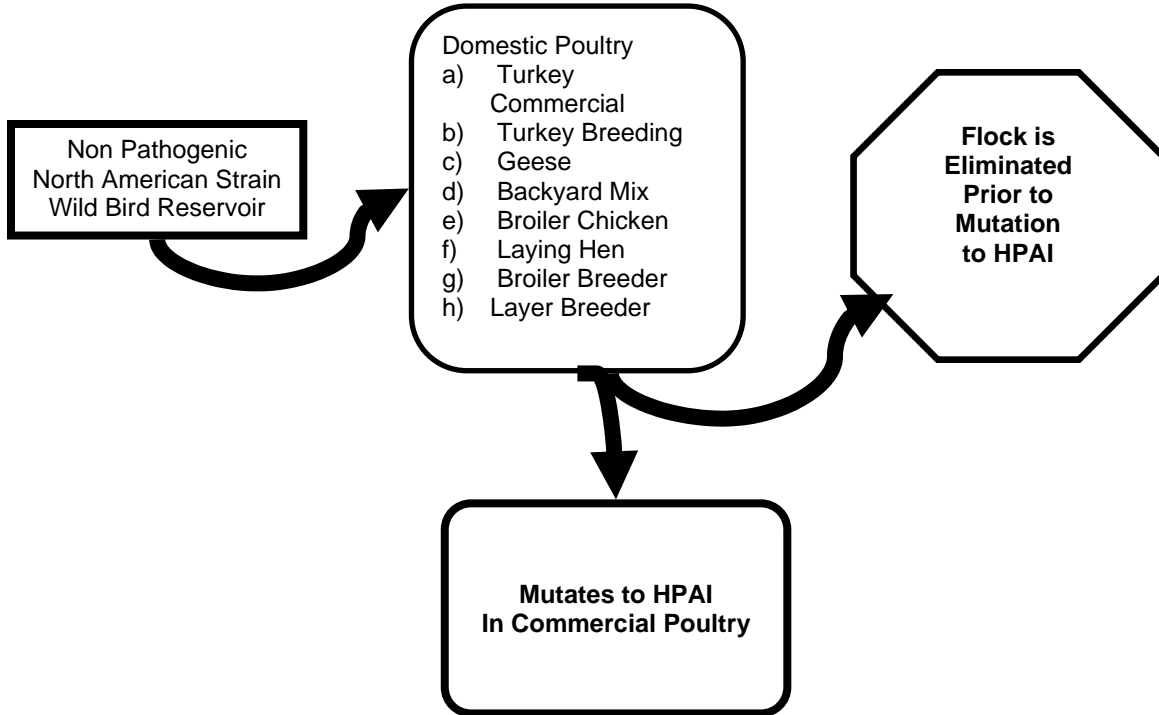 Non Pathogenic
North American Strain
Wild Bird Reservoir
Domestic Poultry
a) Turkey
Commercial
b) Turkey Breeding
c) Geese
d) Backyard Mix
e) Broiler Chicken
f) Laying Hen
g) Broiler Breeder
h) Layer Breeder
Flock is
Eliminated
Prior to
Mutation
to HPAI
Mutates to HPAI
In Commercial Poultry